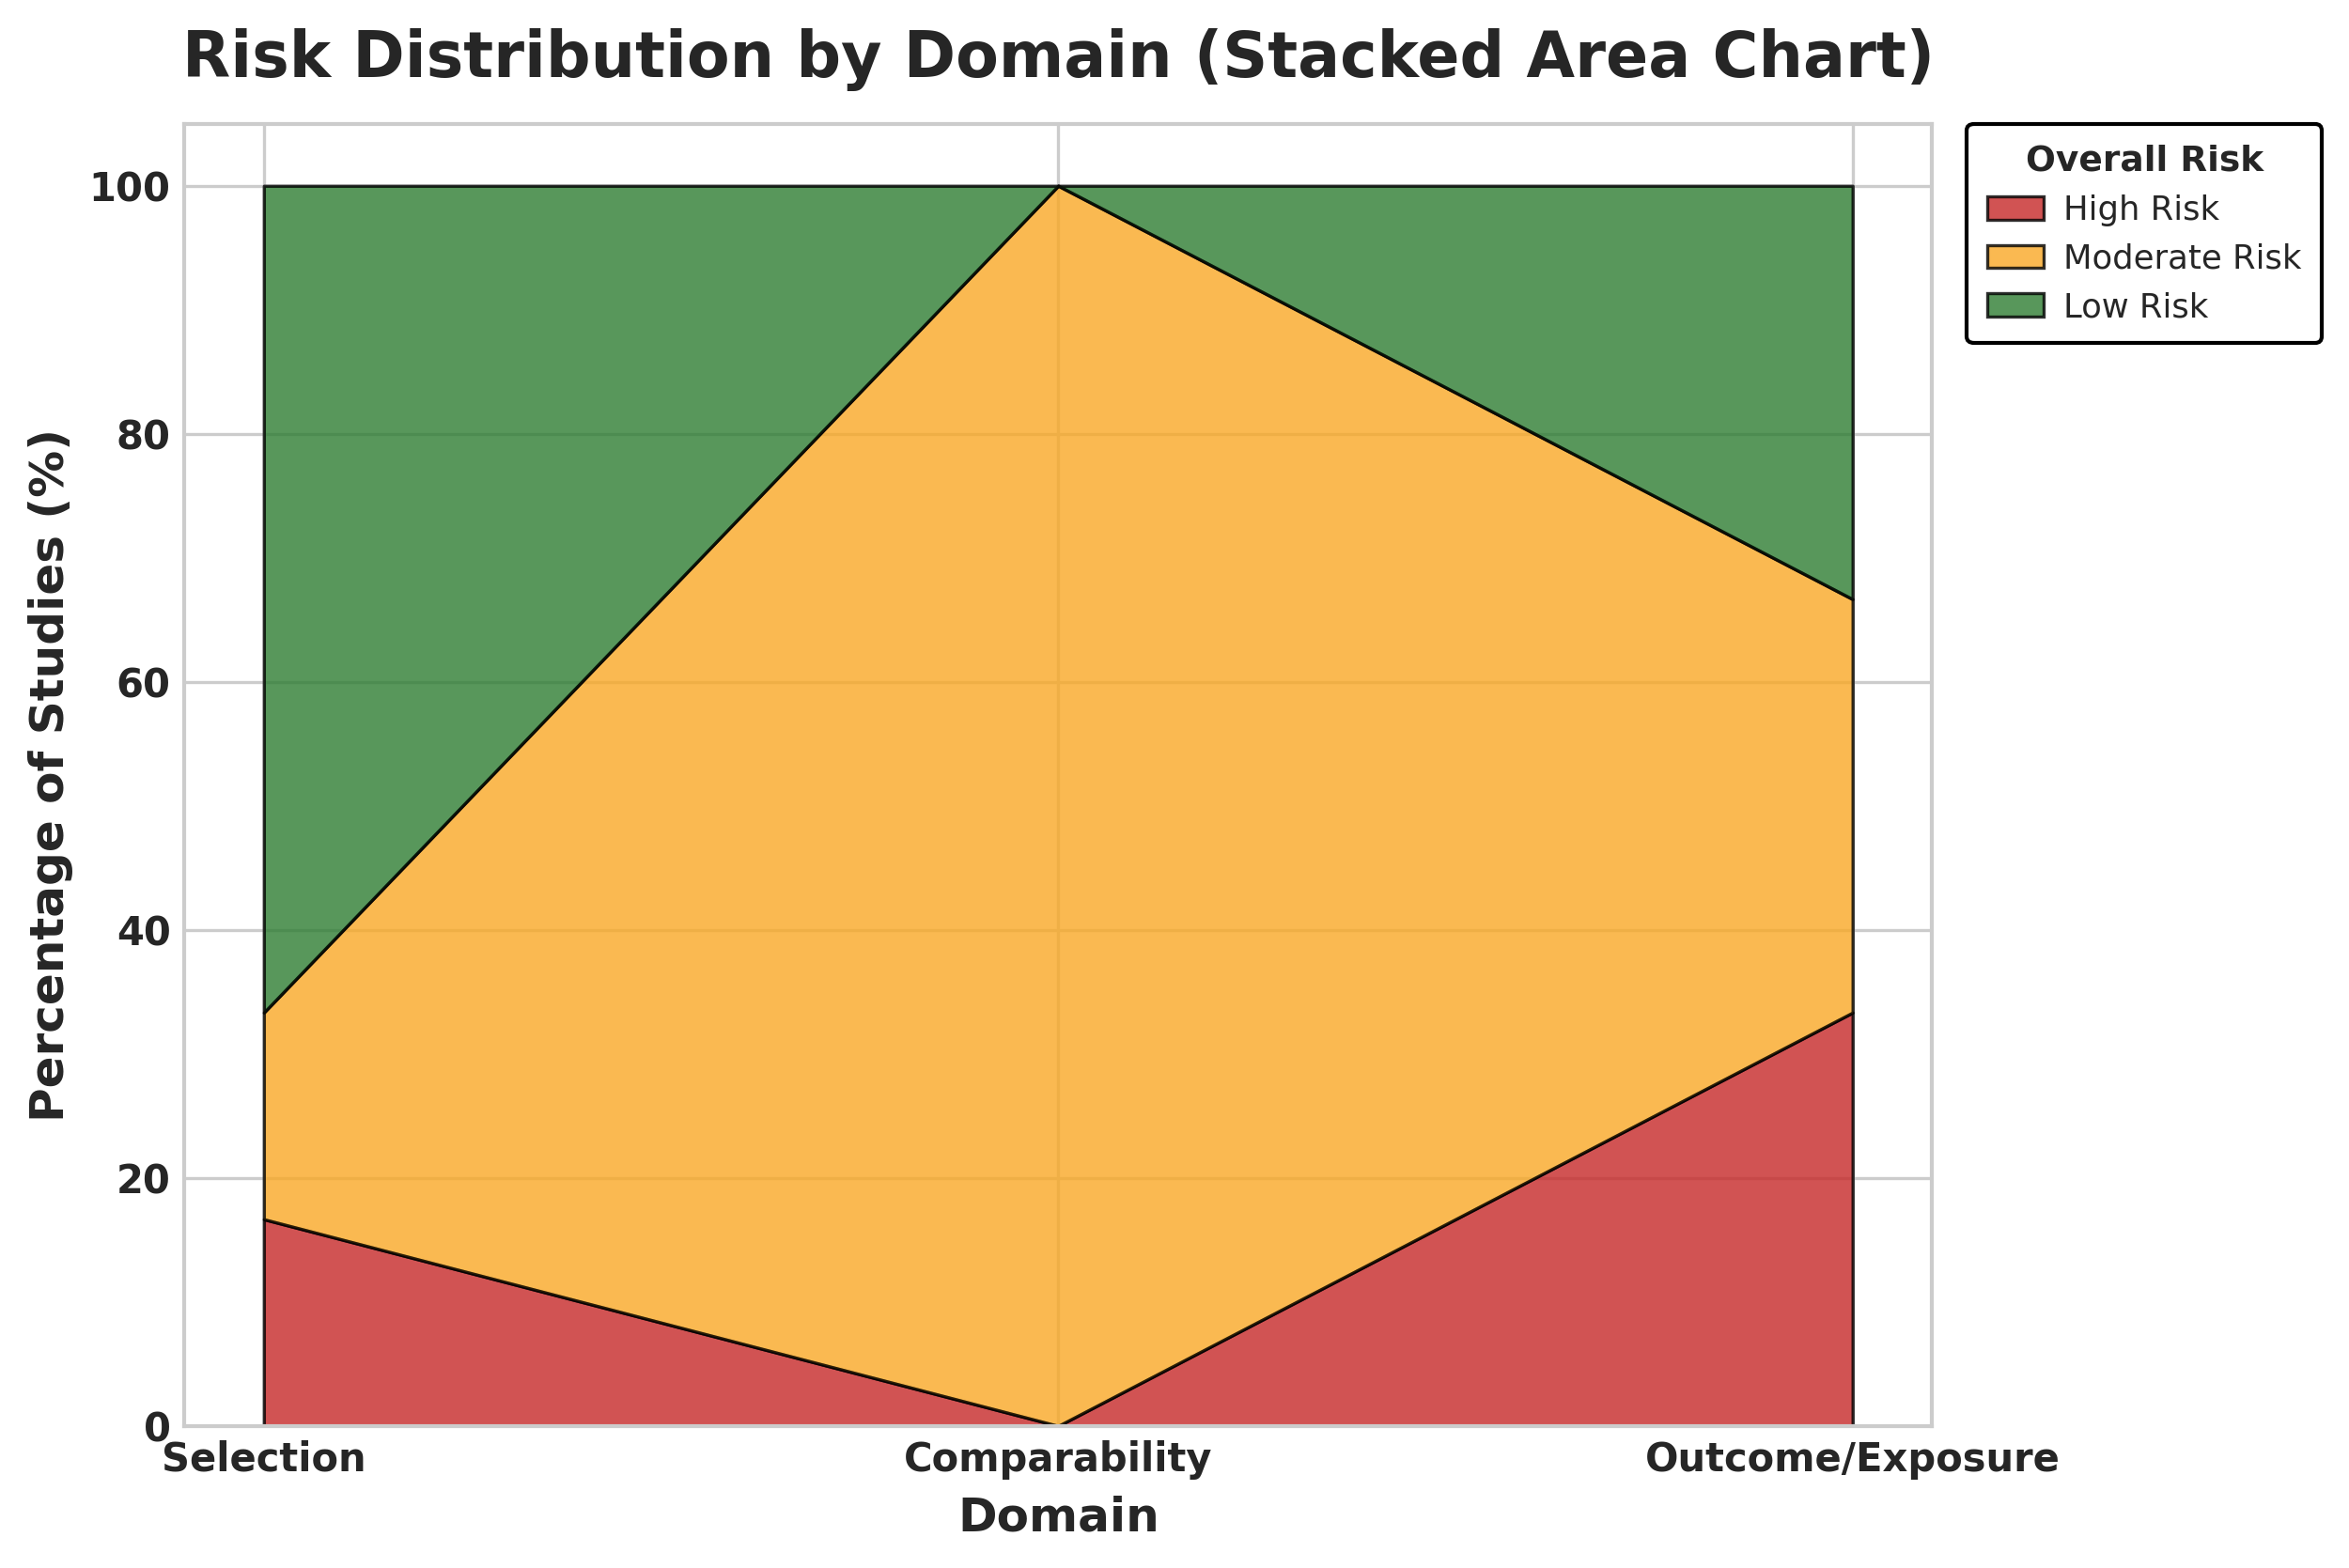 Risk Distribution by Domain (Stacked Area Chart)
Overall Risk
High Risk
Moderate Risk
Low Risk
Percentage of Studies (%)
100
80
60
40
20
0
Selection
Comparability
Outcome/Exposure
Domain